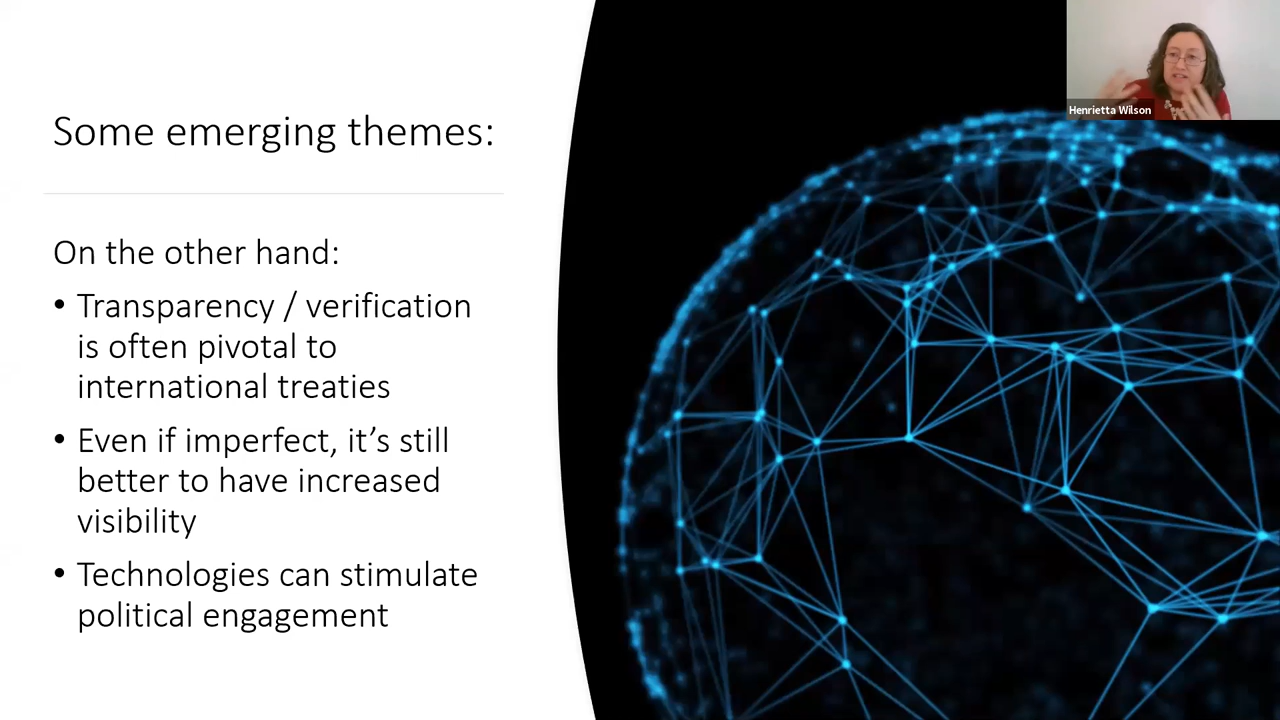 Some emerging themes:
On the other hand:
• Transparency / verification
is often pivotal to
international treaties
• Even if imperfect, it’s still
better to have increased
visibility
• Technologies can stimulate
political engagement
Henrietta Wilson